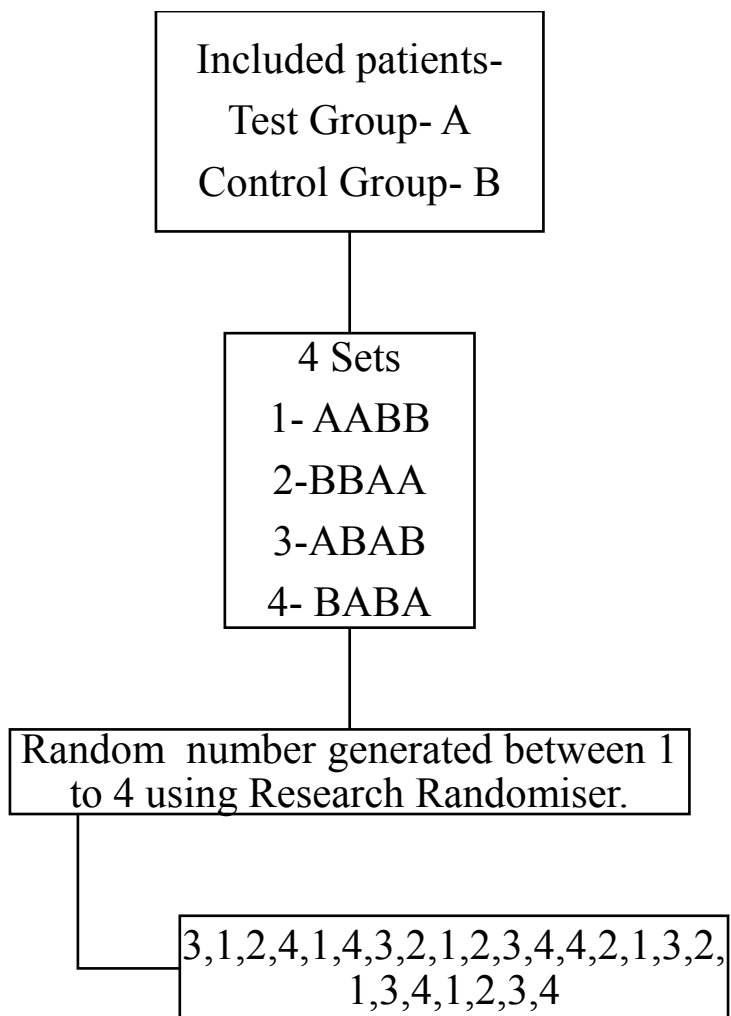 Included patients-
Test Group- A
Control Group- B
4 Sets
1- AABB
2-BBAA
3-ABAB
4- BABA
Random number generated between 1
to 4 using Research Randomiser.
3,1,2,4,1,4,3,2,1,2,3,4,4,2,1,3,2,
1,3,4,1,2,3,4